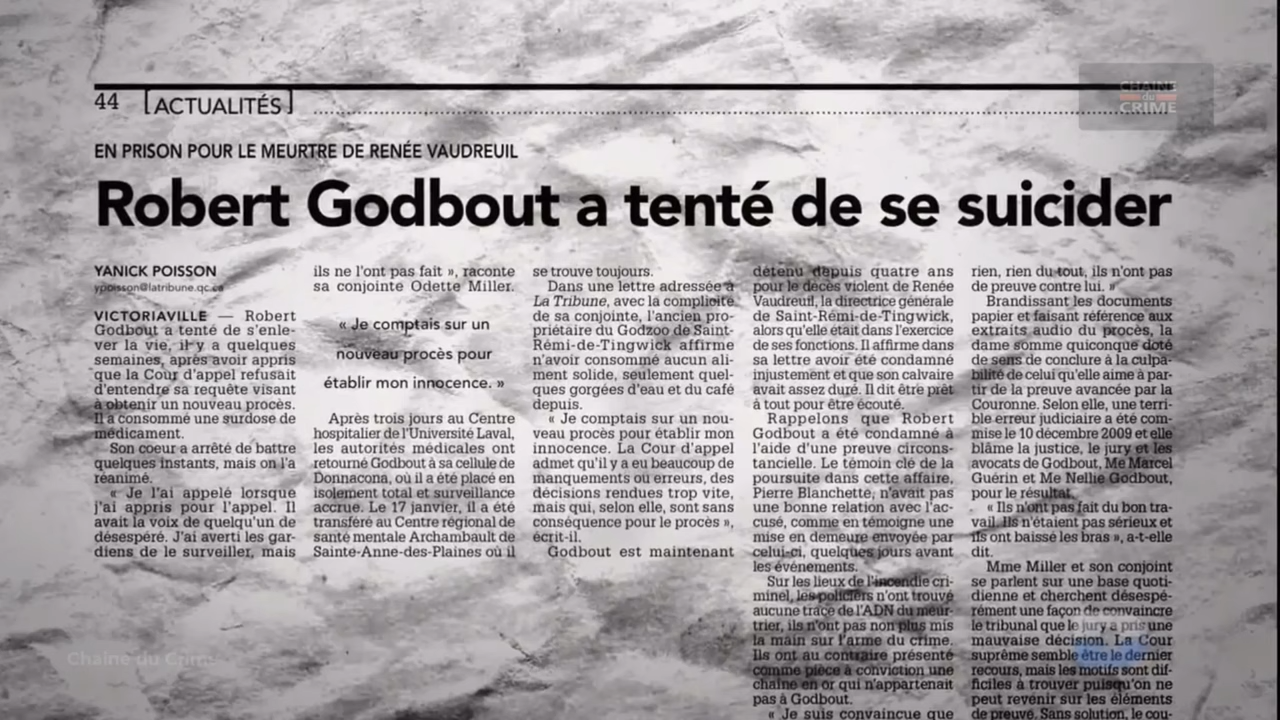 44 ACTUALITÉS
CHAINE
du
CRIME
EN PRISON POUR LE MEURTRE DE RENÉE VAUDREUIL
Robert Godbout a tenté de se suicider
YANICK POISSON
ypoisson@latribune.qc.ca
VICTORIAVILLE — Robert
Godbout a tenté de s'enle-
ver la vie, il y a quelques
semaines, après avoir appris
que la Cour d'appel refusait
d'entendre sa requête visant
à obtenir un nouveau procès.
Il a consommé une surdose de
médicament.
Son coeur a arrêté de battre
quelques instants, mais on l'a
réanimé.
« Je l'ai appelé lorsque
j'ai appris pour l'appel. Il
avait la voix de quelqu'un de
désespéré. J'ai averti les gar-
diens de le surveiller, mais
ils ne l'ont pas fait », raconte
sa conjointe Odette Miller.
« Je comptais sur un
nouveau procès pour
établir mon innocence. »
Après trois jours au Centre
hospitalier de l'Université Laval,
les autorités médicales ont
retourné Godbout à sa cellule de
Donnacona, où il a été placé en
isolement total et surveillance
accrue. Le 17 janvier, il a été
transféré au Centre régional de
santé mentale Archambault de
Sainte-Anne-des-Plaines où il
se trouve toujours.
Dans une lettre adressée à
La Tribune, avec la complicité
de sa conjointe, l'ancien pro-
priétaire du Godzoo de Saint-
Rémi-de-Tingwick affirme
n'avoir consommé aucun ali-
ment solide, seulement quel-
ques gorgées d'eau et du café
depuis.
« Je comptais sur un nou-
veau procès pour établir mon
innocence. La Cour d'appel
admet qu'il y a eu beaucoup de
manquements ou erreurs, des
décisions rendues trop vite,
mais qui, selon elle, sont sans
conséquence pour le procès »,
écrit-il.
Godbout est maintenant
détenu depuis quatre ans
pour le décès violent de Renée
Vaudreuil, la directrice générale
de Saint-Rémi-de-Tingwick,
alors qu'elle était dans l'exercice
de ses fonctions. Il affirme dans
sa lettre avoir été condamné
injustement et que son calvaire
avait assez duré. Il dit être prêt
à tout pour être écouté.
Rappelons que Robert
Godbout a été condamné à
l'aide d'une preuve circons-
tancielle. Le témoin clé de la
poursuite dans cette affaire,
Pierre Blanchette, n'avait pas
une bonne relation avec l'ac-
cusé, comme en témoigne une
mise en demeure envoyée par
celui-ci, quelques jours avant
les événements.
Sur les lieux de l'incendie cri-
minel, les policiers n'ont trouvé
aucune trace de l'ADN du meur-
trier, ils n'ont pas non plus mis
la main sur l'arme du crime.
Ils ont au contraire présenté
comme pièce à conviction une
chaîne en or qui n'appartenait
pas à Godbout.
« Je suis convaincue que
rien, rien du tout, ils n'ont pas
de preuve contre lui. »
Brandissant les documents
papier et faisant référence aux
extraits audio du procès, la
dame somme quiconque doté
de sens de conclure à la culpa-
bilité de celui qu'elle aime à par-
tir de la preuve avancée par la
Couronne. Selon elle, une terri-
ble erreur judiciaire a été com-
mise le 10 décembre 2009 et elle
blâme la justice, le jury et les
avocats de Godbout, Me Marcel
Guérin et Me Nellie Godbout,
pour le résultat.
« Ils n'ont pas fait du bon tra-
vail. Ils n'étaient pas sérieux et
ils ont baissé les bras », a-t-elle
dit.
Mme Miller et son conjoint
se parlent sur une base quoti-
dienne et cherchent désespé-
rément une façon de convaincre
le tribunal que le jury a pris une
mauvaise décision. La Cour
suprême semble être le dernier
recours, mais les motifs sont dif-
ficiles à trouver puisqu'on ne
peut revenir sur les éléments
de preuve. Sans solution, le cou-
Chaine du Crime